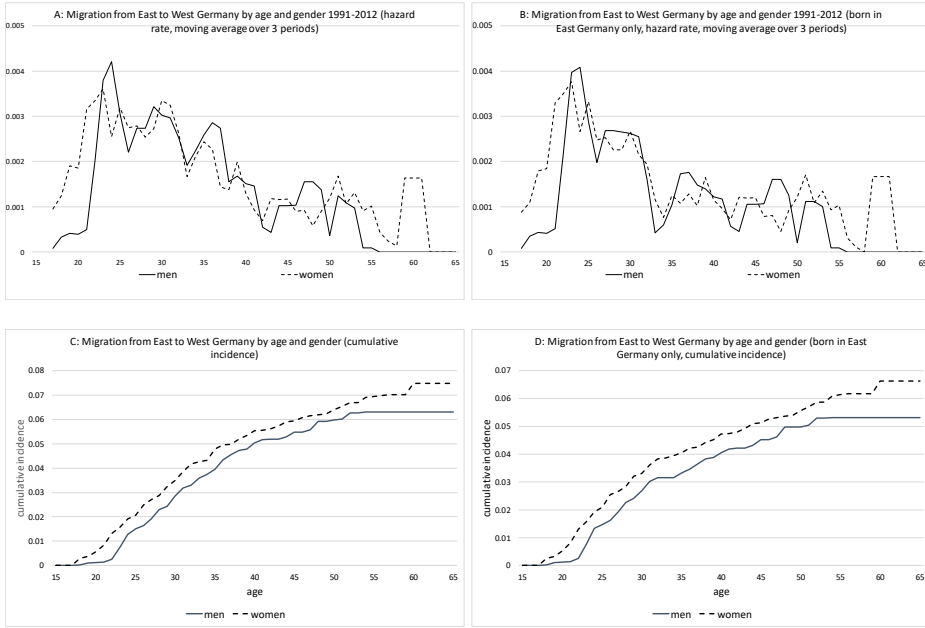 A: Migration from East to West Germany by age and gender 1991-2012 (hazard
rate, moving average over 3 periods)
0.005
0.004
0.003
0.002
0.001
0
15 20 25 30 35 40 45 50 55 60 65
men women
B: Migration from East to West Germany by age and gender 1991-2012 (born in
East Germany only, hazard rate, moving average over 3 periods)
0.005
0.004
0.003
0.002
0.001
0
15 20 25 30 35 40 45 50 55 60 65
men women
C: Migration from East to West Germany by age and gender (cumulative
incidence)
0.08
0.07
0.06
0.05
0.04
0.03
0.02
0.01
0
cumulative incidence
15 20 25 30 35 40 45 50 55 60 65
age
men women
D: Migration from East to West Germany by age and gender (born in East
Germany only, cumulative incidence)
0.07
0.06
0.05
0.04
0.03
0.02
0.01
0
cumulative incidence
15 20 25 30 35 40 45 50 55 60 65
age
men women